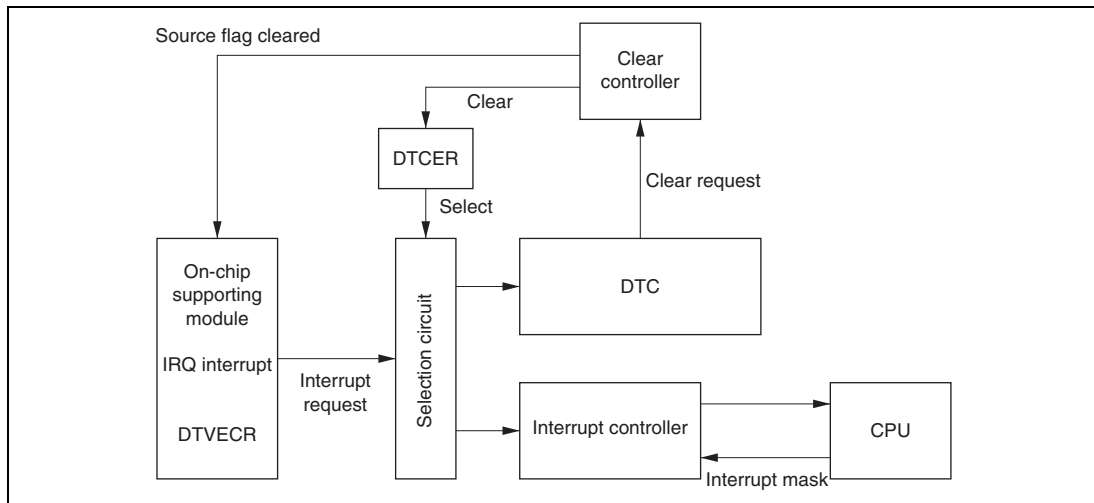 Source flag cleared
Clear
controller
Clear
DTCER
Clear request
Select
On-chip
supporting
module
IRQ interrupt
DTVECR
Interrupt
request
Selection circuit
DTC
Interrupt controller
CPU
Interrupt mask